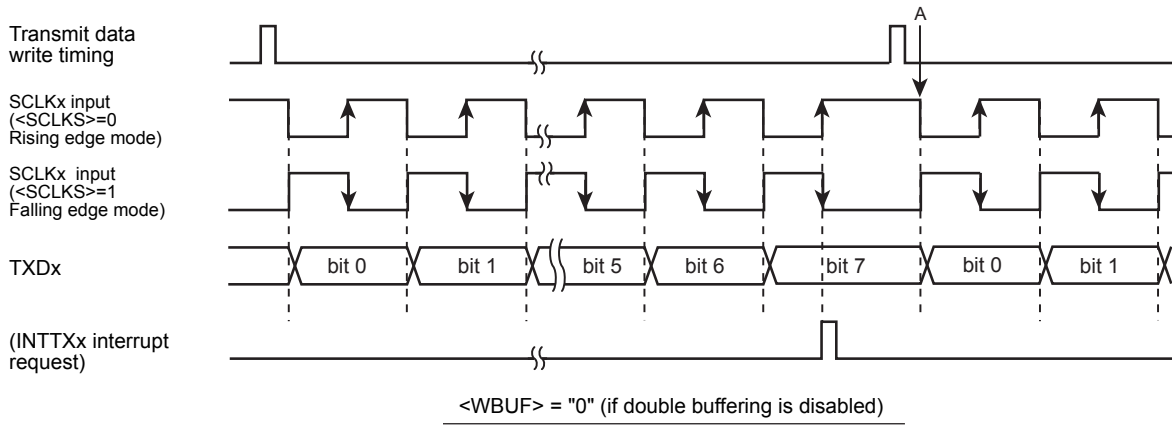 A
Transmit data
write timing
SCLKx input
(<SCLKS>=0
Rising edge mode)
SCLKx input
(<SCLKS>=1
Falling edge mode)
TXDx
bit 0 bit 1 bit 5 bit 6 bit 7 bit 0 bit 1
(INTTXx interrupt
request)
<WBUF> = "0" (if double buffering is disabled)